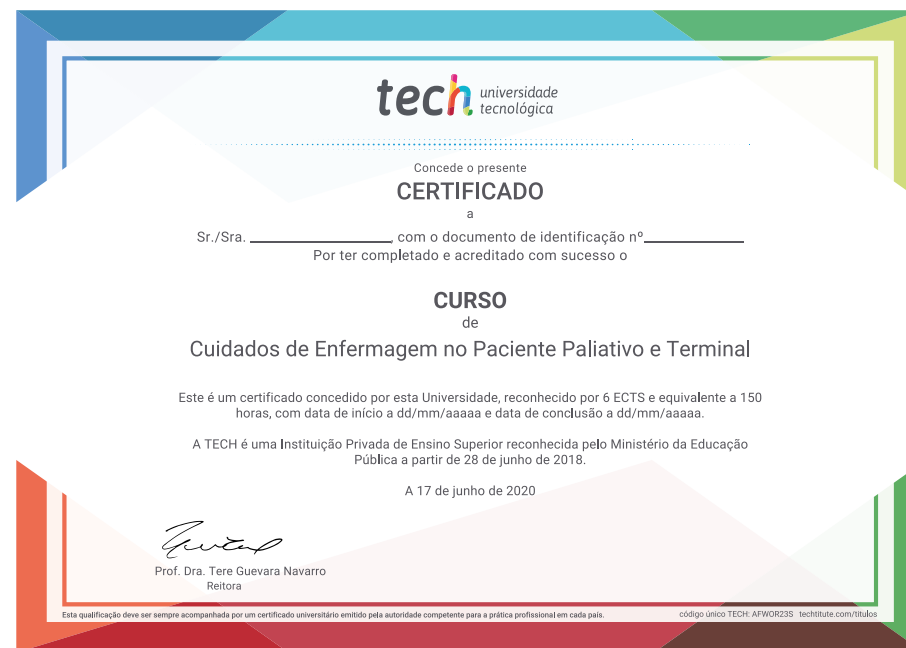 tech universidade
tecnológica
Concede o presente
CERTIFICADO
a
Sr./Sra. ____________________, com o documento de identificação nº______________
Por ter completado e acreditado com sucesso o
CURSO
de
Cuidados de Enfermagem no Paciente Paliativo e Terminal
Este é um certificado concedido por esta Universidade, reconhecido por 6 ECTS e equivalente a 150
horas, com data de início a dd/mm/aaaaa e data de conclusão a dd/mm/aaaaa.
A TECH é uma Instituição Privada de Ensino Superior reconhecida pelo Ministério da Educação
Pública a partir de 28 de junho de 2018.
A 17 de junho de 2020
Prof. Dra. Tere Guevara Navarro
Reitora
Esta qualificação deve ser sempre acompanhada por um certificado universitário emitido pela autoridade competente para a prática profissional em cada país.
código único TECH: AFWOR23S techtitute.com/titulos